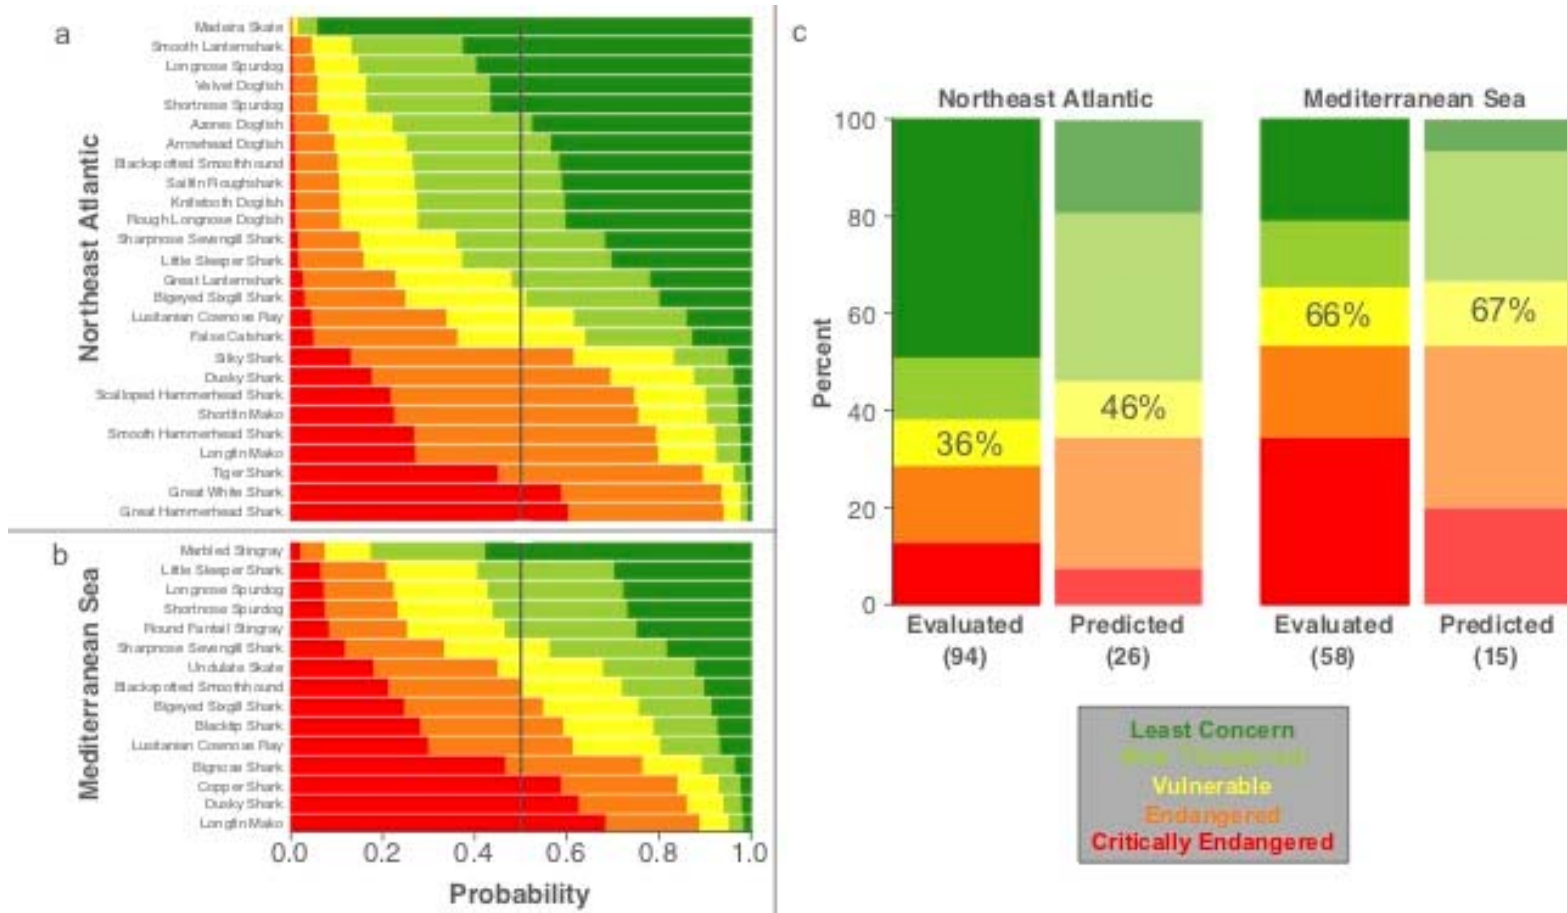 a
Northeast Atlantic
Madeira Skate
Smooth Lanternshark
Longnose Spurdog
Velvet Dogfish
Shortnose Spurdog
Azores Dogfish
Arrowhead Dogfish
Blackspotted Smoothhound
Sailfin Roughshark
Knifetooth Dogfish
Rough Longnose Dogfish
Sharpnose Sevengill Shark
Little Sleeper Shark
Great Lanternshark
Bigeyed Sixgill Shark
Lusitanian Cownose Ray
False Catshark
Silky Shark
Dusky Shark
Scalloped Hammerhead Shark
Shortfin Mako
Smooth Hammerhead Shark
Longfin Mako
Tiger Shark
Great White Shark
Great Hammerhead Shark
b
Mediterranean Sea
Marbled Stingray
Little Sleeper Shark
Longnose Spurdog
Shortnose Spurdog
Round Fantail Stingray
Sharpnose Sevengill Shark
Undulate Skate
Blackspotted Smoothhound
Bigeyed Sixgill Shark
Blacktip Shark
Lusitanian Cownose Ray
Bignose Shark
Copper Shark
Dusky Shark
Longfin Mako
0.0 0.2 0.4 0.6 0.8 1.0
Probability
c
Northeast Atlantic Mediterranean Sea
Percent
100
80
60
40
20
0
36% 46% 66% 67%
Evaluated Predicted Evaluated Predicted
(94) (26) (58) (15)
Least Concern
Vulnerable
Endangered
Critically Endangered